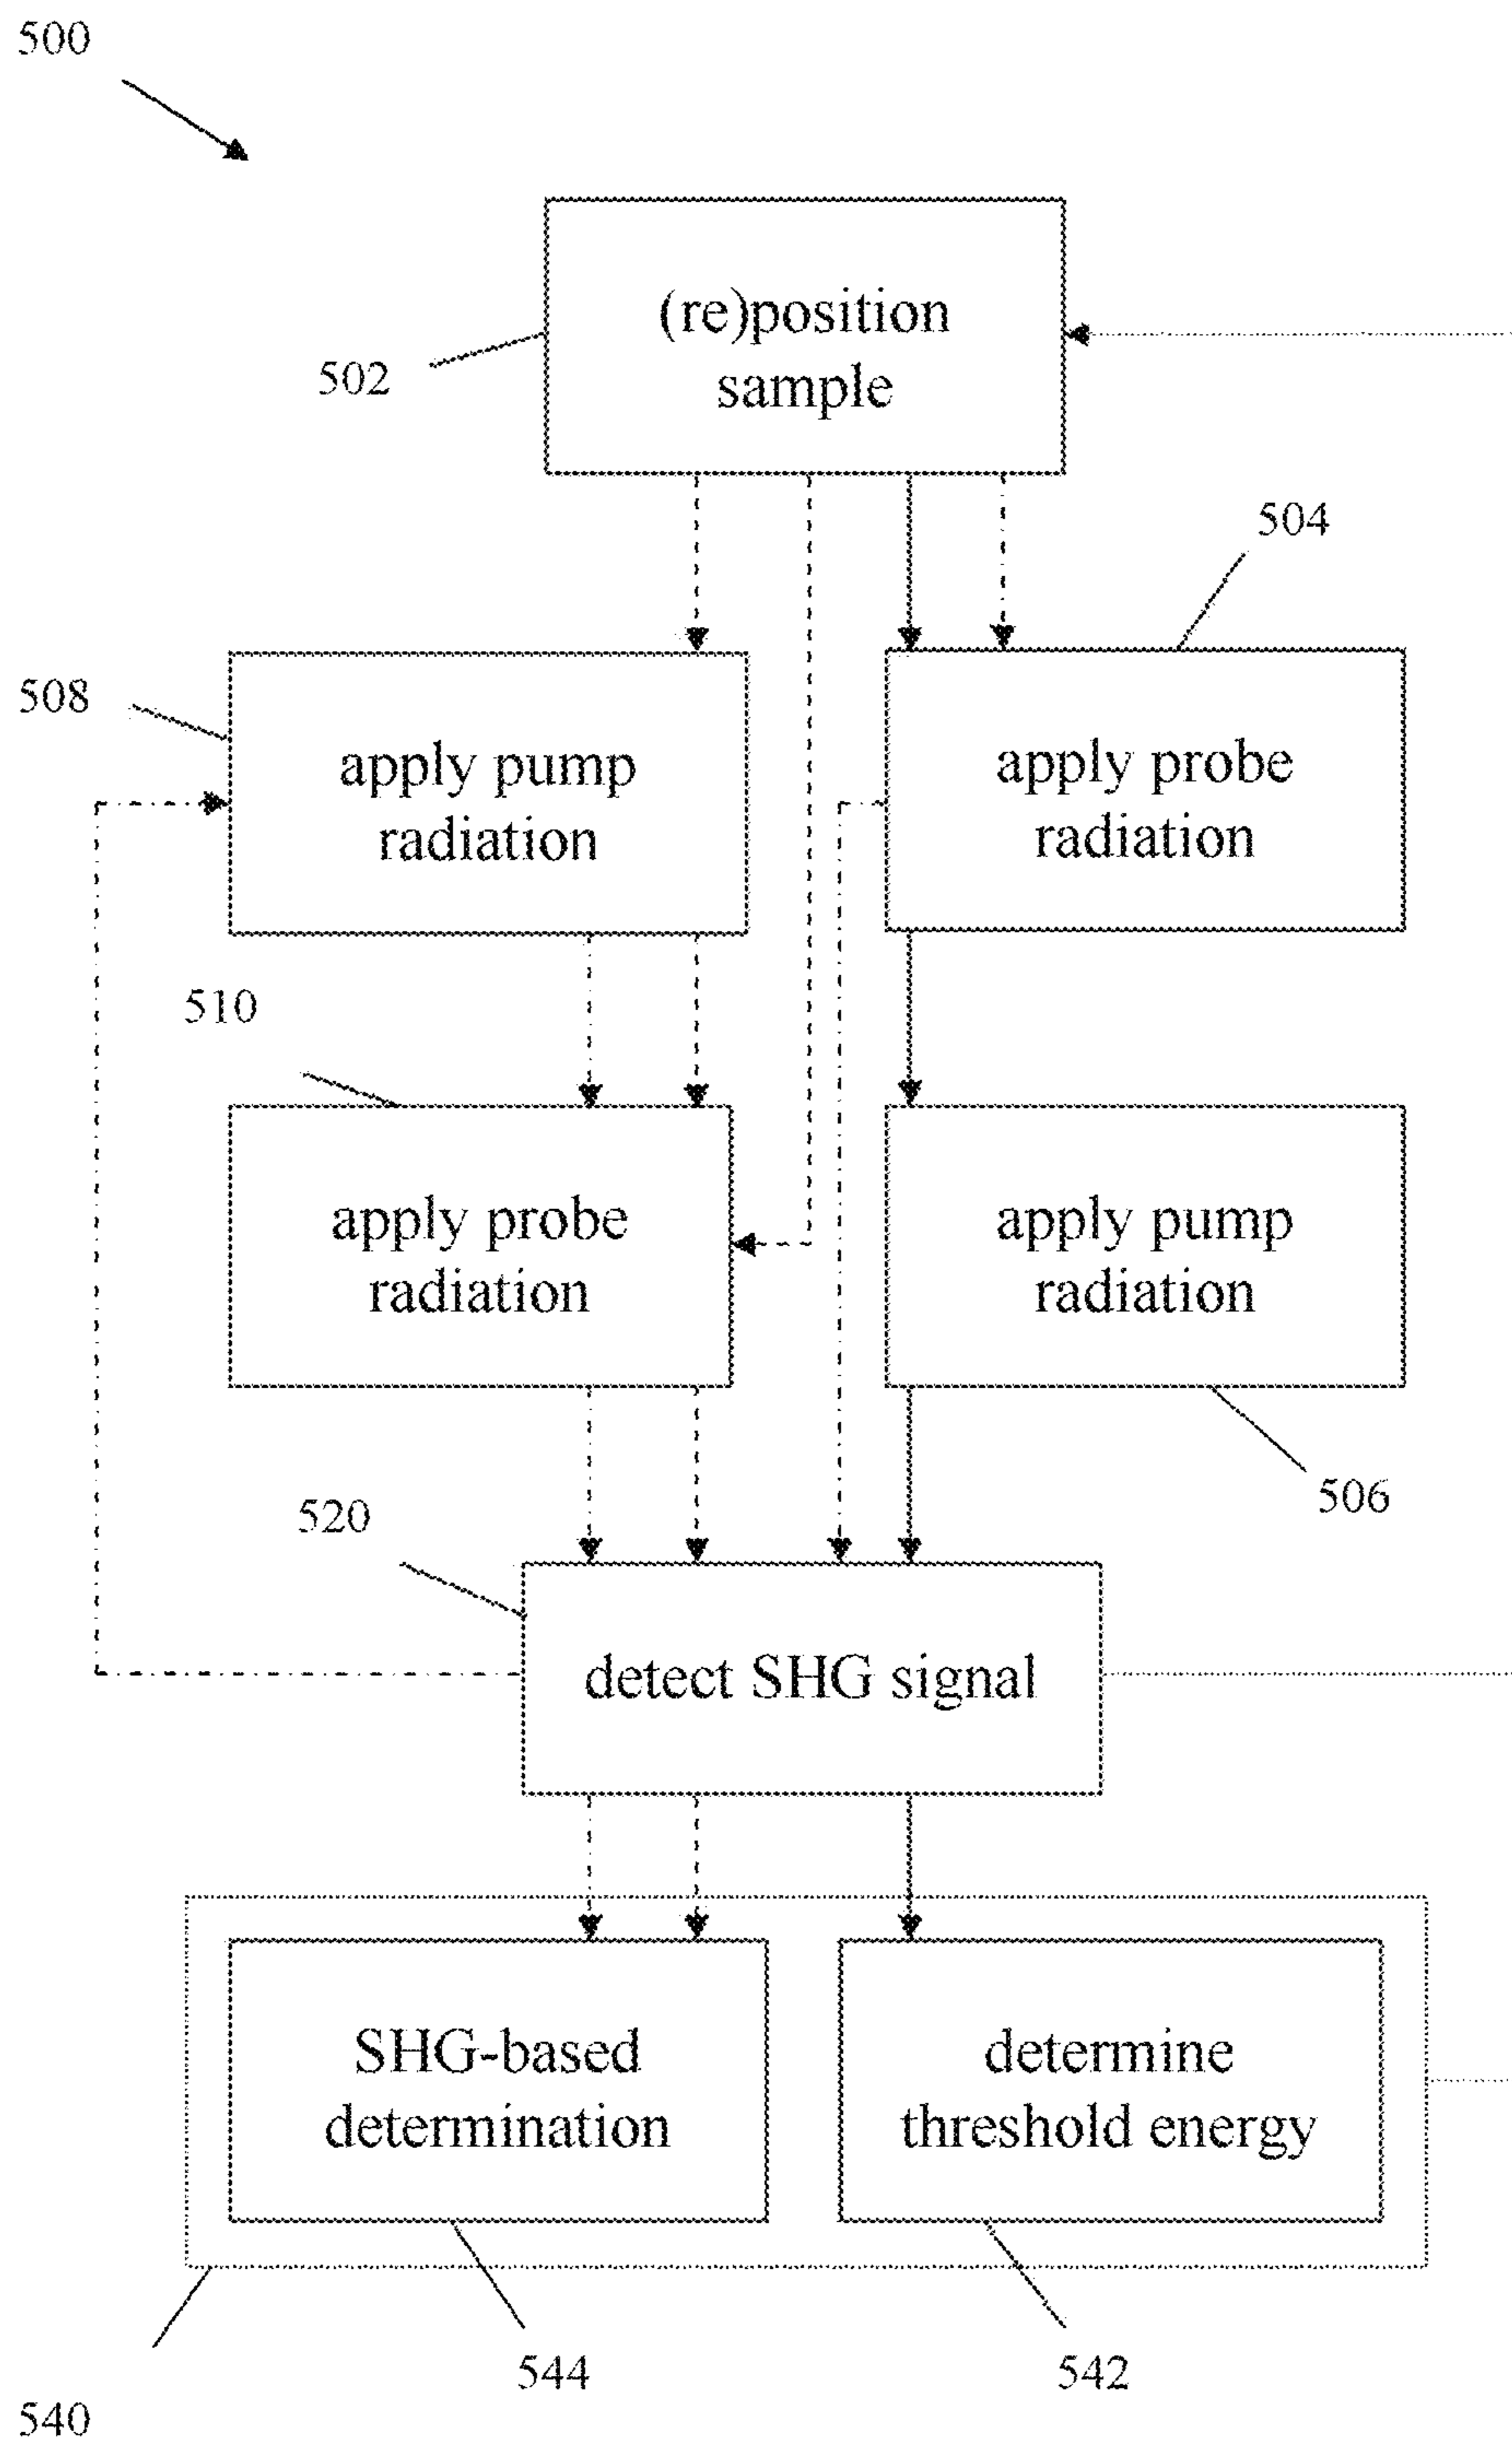 500
(re)position
sample
502
504
508
apply pump
radiation
apply probe
radiation
510
apply probe
radiation
apply pump
radiation
506
520
detect SHG signal
SHG-based
determination
determine
threshold energy
544
542
540